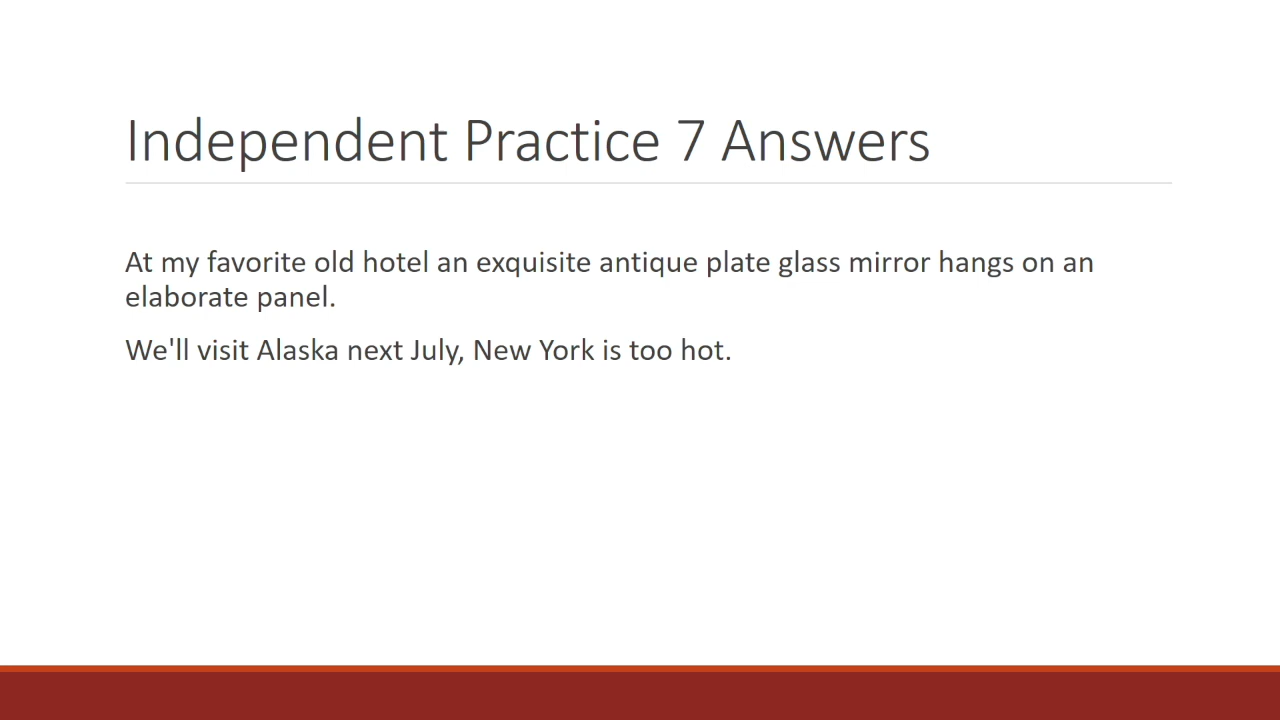 Independent Practice 7 Answers
At my favorite old hotel an exquisite antique plate glass mirror hangs on an
elaborate panel.
We'll visit Alaska next July, New York is too hot.